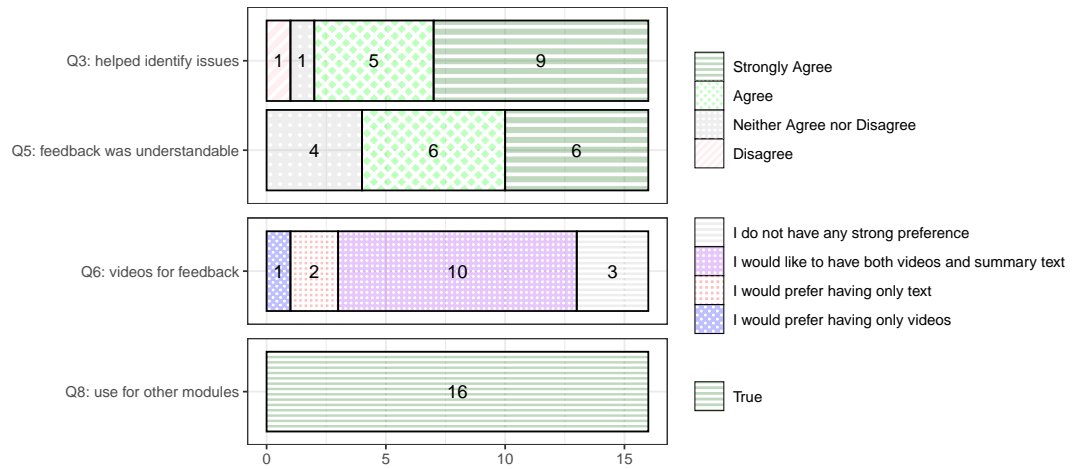 Q3: helped identify issues
1
1
5
9
Q5: feedback was understandable
4
6
6
Strongly Agree
Agree
Neither Agree nor Disagree
Disagree
Q6: videos for feedback
1
2
10
3
I do not have any strong preference
I would like to have both videos and summary text
I would prefer having only text
I would prefer having only videos
Q8: use for other modules
16
True
0
5
10
15